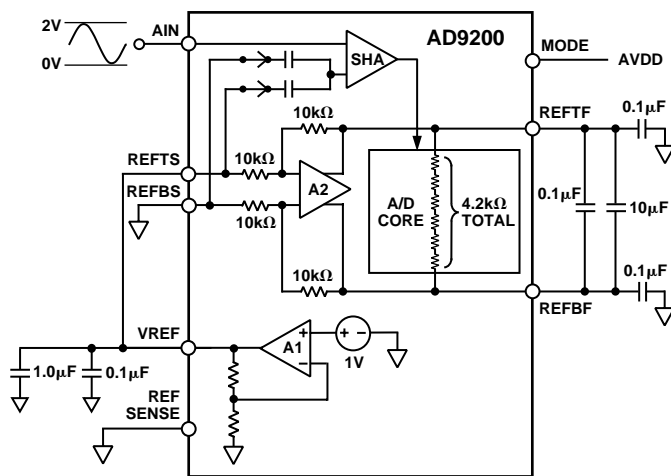 2V
0V
AIN
SHA
AD9200
MODE
AVDD
10kΩ
REFTF
0.1µF
REFTS
10kΩ
REFBS
A2
10kΩ
A/D
CORE
4.2kΩ
TOTAL
0.1µF
10µF
10kΩ
0.1µF
REFBF
VREF
A1
+
−
+ −
1V
1.0µF
0.1µF
REF
SENSE